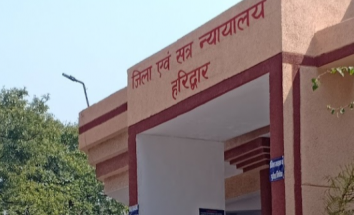 जिला एवं सत्र न्यायालय
हरिद्वार